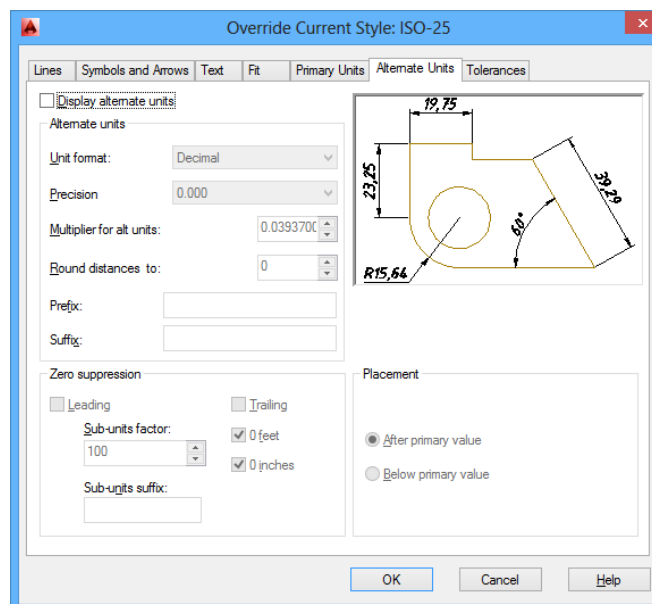 Override Current Style: ISO-25
Lines Symbols and Arrows Text Fit Primary Units Alternate Units Tolerances
Display alternate units
Alternate units
Unit format: Decimal
Precision 0.000
Multiplier for alt units: 0.0393700
Round distances to: 0
Prefix:
Suffix:
19,75
23,25
39,29
60°
R15,64
Zero suppression
Leading Trailing
Sub-units factor: 0 feet
100 0 inches
Sub-units suffix:
Placement
After primary value
Below primary value
OK Cancel Help